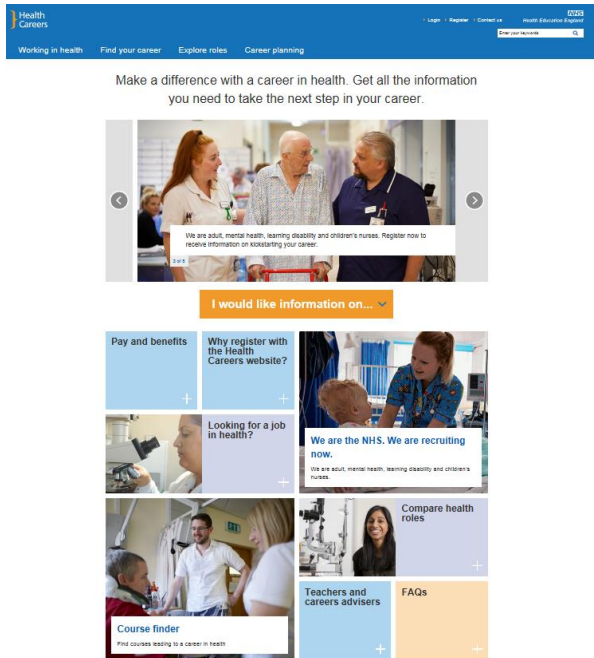 Health
Careers
Login
Register
Contact us
NHS
Health Education England
Enter your keywords
Working in health
Find your career
Explore roles
Career planning
Make a difference with a career in health. Get all the information
you need to take the next step in your career.
We are adult, mental health, learning disability and children's nurses. Register now to
receive information on kickstarting your career.
3 of 5
I would like information on...
Pay and benefits
Why register with
the Health
Careers website?
Looking for a job
in health?
We are the NHS. We are recruiting
now.
We are adult, mental health, learning disability and children's
nurses.
Course finder
Find courses leading to a career in health
Compare health
roles
Teachers and
careers advisers
FAQs